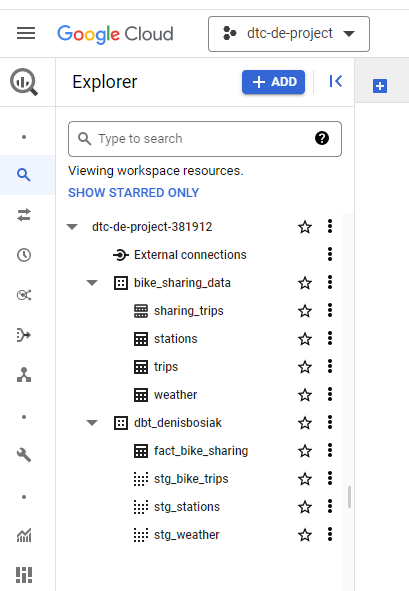 Google Cloud
dtc-de-project
Explorer
+ ADD
Type to search
Viewing workspace resources.
SHOW STARRED ONLY
dtc-de-project-381912
External connections
bike_sharing_data
sharing_trips
stations
trips
weather
dbt_denisbosiak
fact_bike_sharing
stg_bike_trips
stg_stations
stg_weather